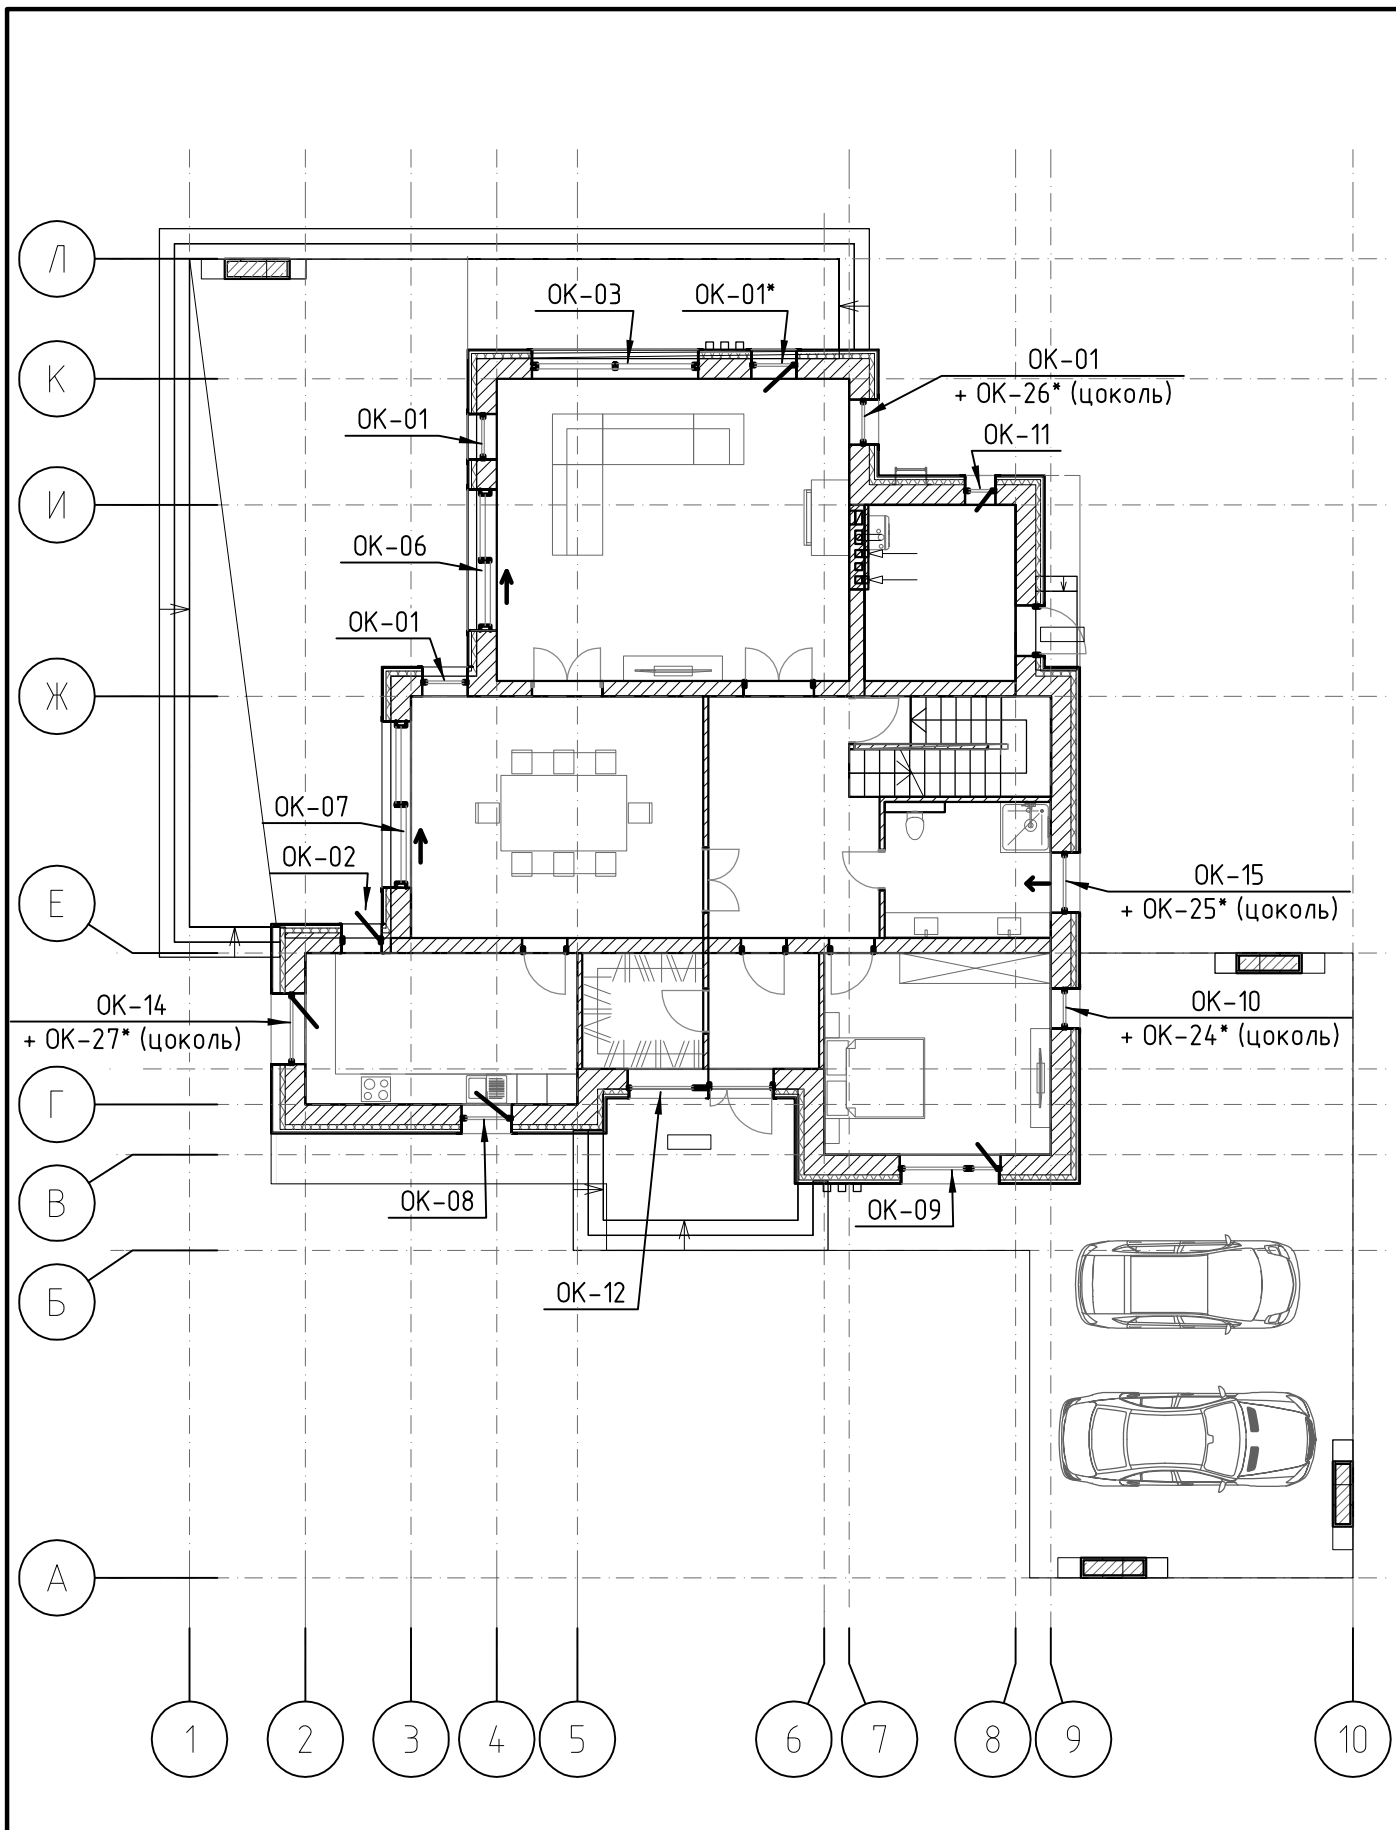 Л
ОК-03
ОК-01*
К
ОК-01
+ ОК-26* (цоколь)
ОК-01
ОК-11
И
ОК-06
ОК-01
Ж
ОК-07
ОК-02
Е
ОК-15
+ ОК-25* (цоколь)
ОК-14
+ ОК-27* (цоколь)
ОК-10
+ ОК-24* (цоколь)
Г
В
ОК-08
ОК-09
Б
ОК-12
А
1
2
3
4
5
6
7
8
9
10